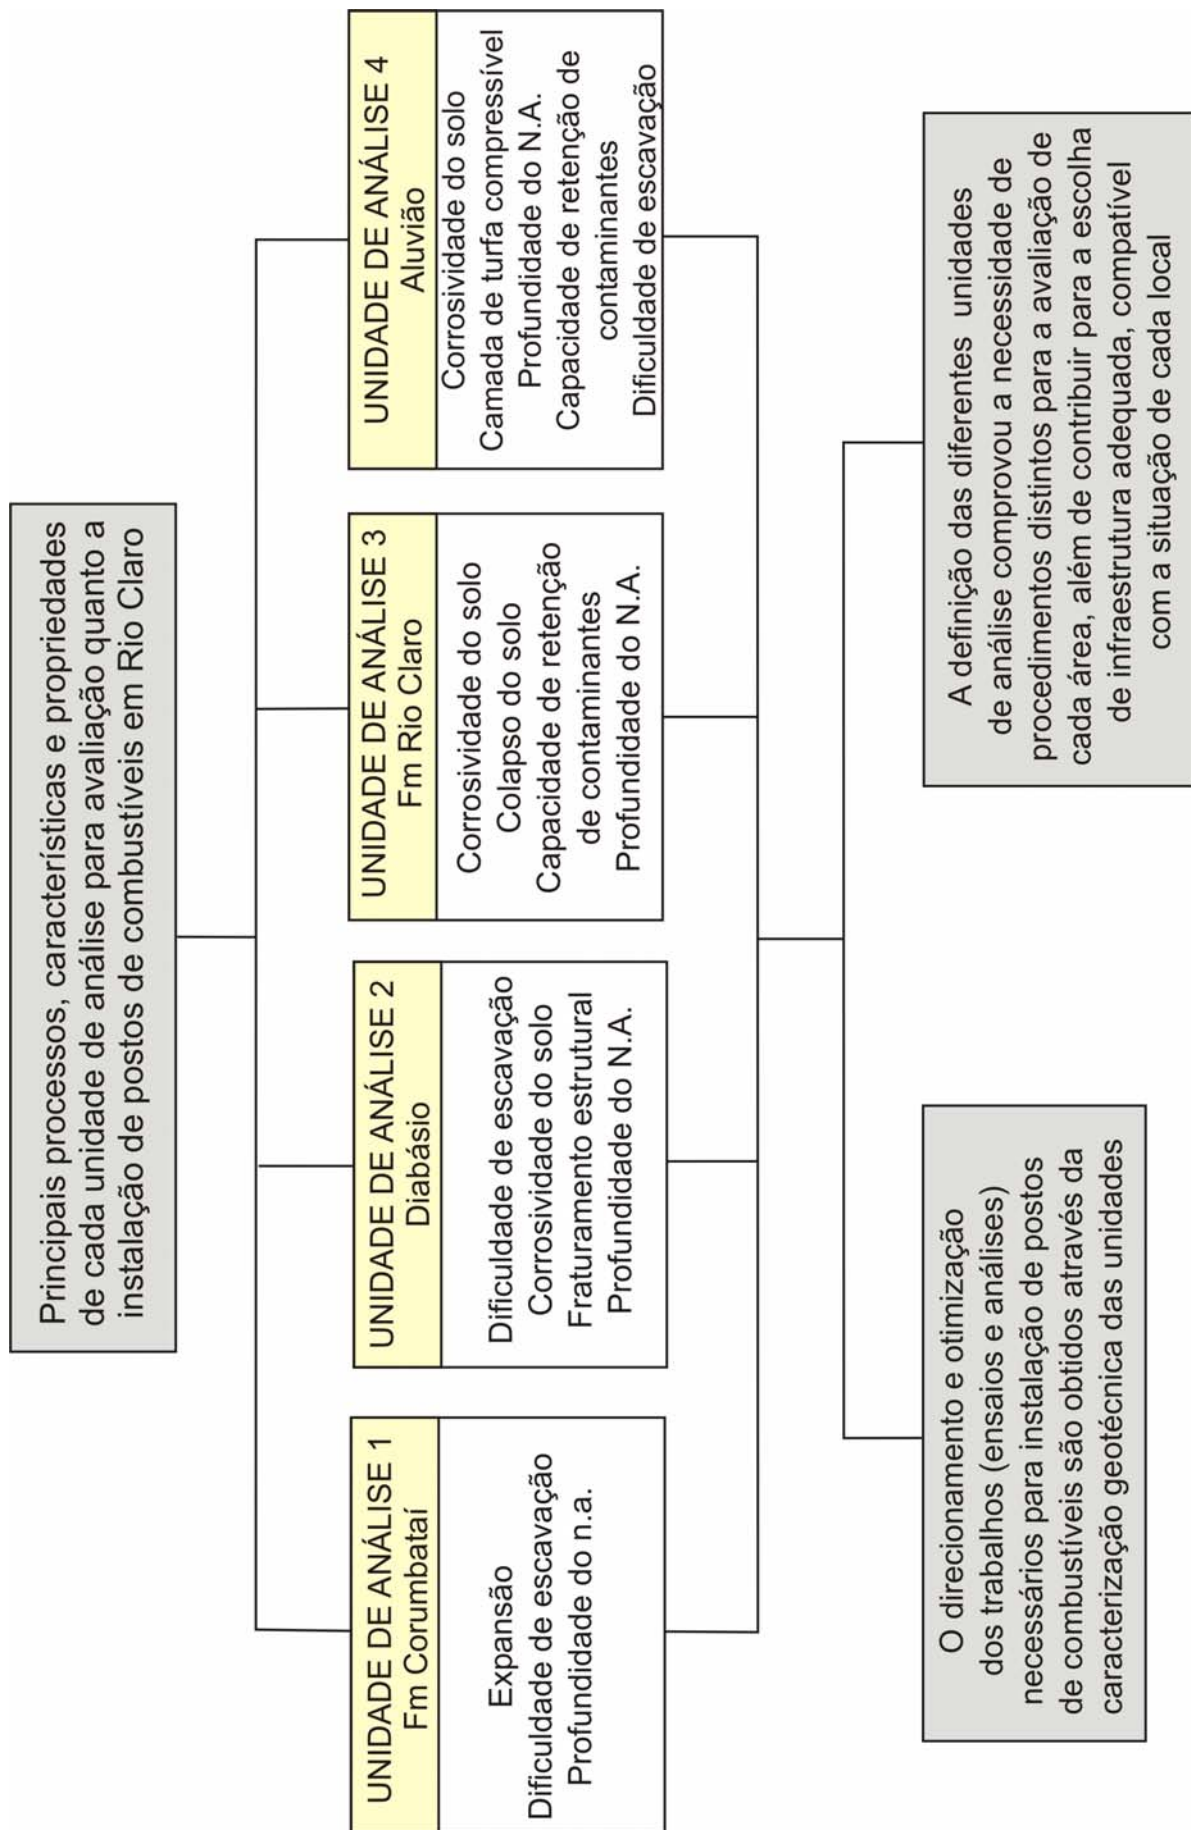 Principais processos, características e propriedades
de cada unidade de análise para avaliação quanto a
instalação de postos de combustíveis em Rio Claro
UNIDADE DE ANÁLISE 1
Fm Corumbataí
Expansão
Dificuldade de escavação
Profundidade do n.a.
UNIDADE DE ANÁLISE 2
Diabásio
Dificuldade de escavação
Corrosividade do solo
Fraturamento estrutural
Profundidade do N.A.
UNIDADE DE ANÁLISE 3
Fm Rio Claro
Corrosividade do solo
Colapso do solo
Capacidade de retenção
de contaminantes
Profundidade do N.A.
UNIDADE DE ANÁLISE 4
Aluvião
Corrosividade do solo
Camada de turfa compressível
Profundidade do N.A.
Capacidade de retenção de
contaminantes
Dificuldade de escavação
O direcionamento e otimização
dos trabalhos (ensaios e análises)
necessários para instalação de postos
de combustíveis são obtidos através da
caracterização geotécnica das unidades
A definição das diferentes unidades
de análise comprovou a necessidade de
procedimentos distintos para a avaliação de
cada área, além de contribuir para a escolha
de infraestrutura adequada, compatível
com a situação de cada local